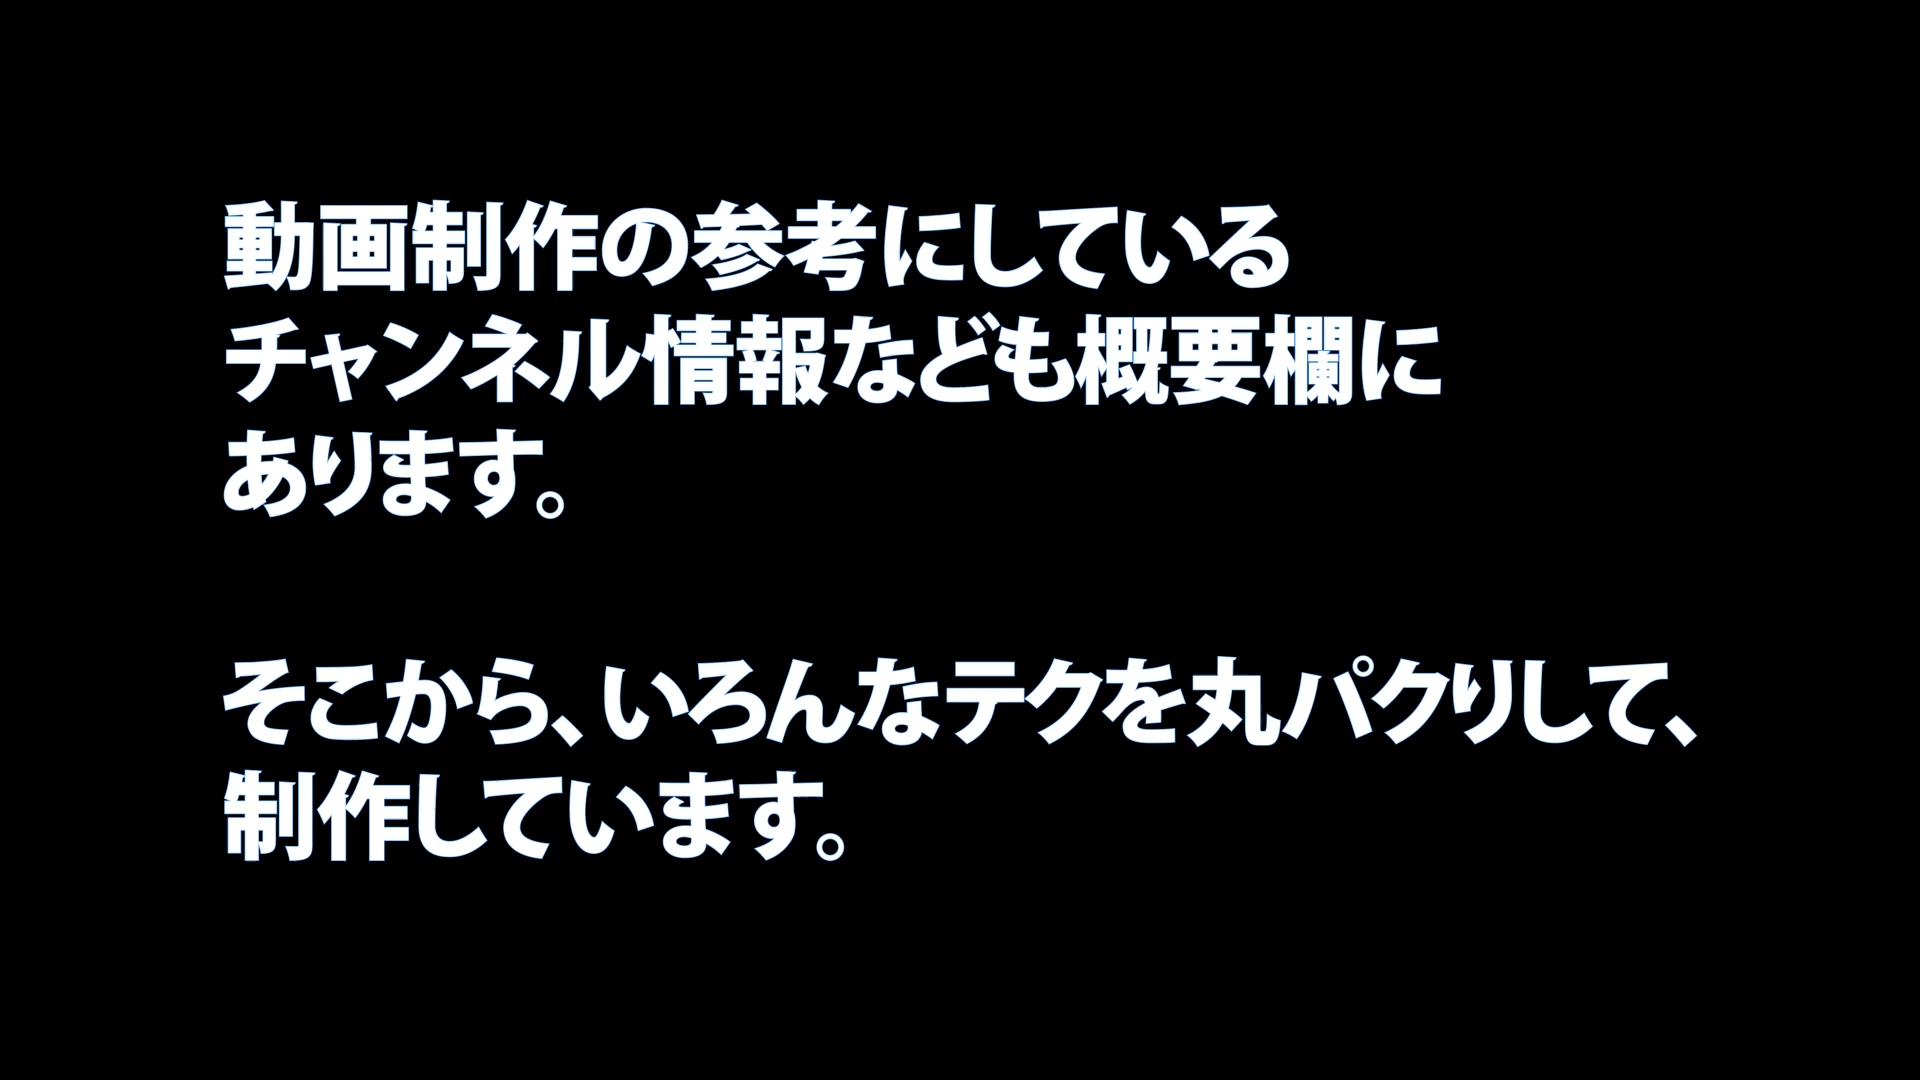 動画制作の参考にしている
チャンネル情報なども概要欄に
あります。
そこから、いろんなテクを丸パクりして、
制作しています。